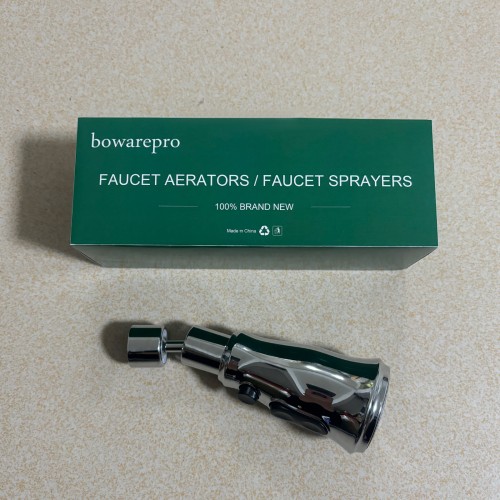 bowarepro
FAUCET AERATORS / FAUCET SPRAYERS
100% BRAND NEW
Made in China